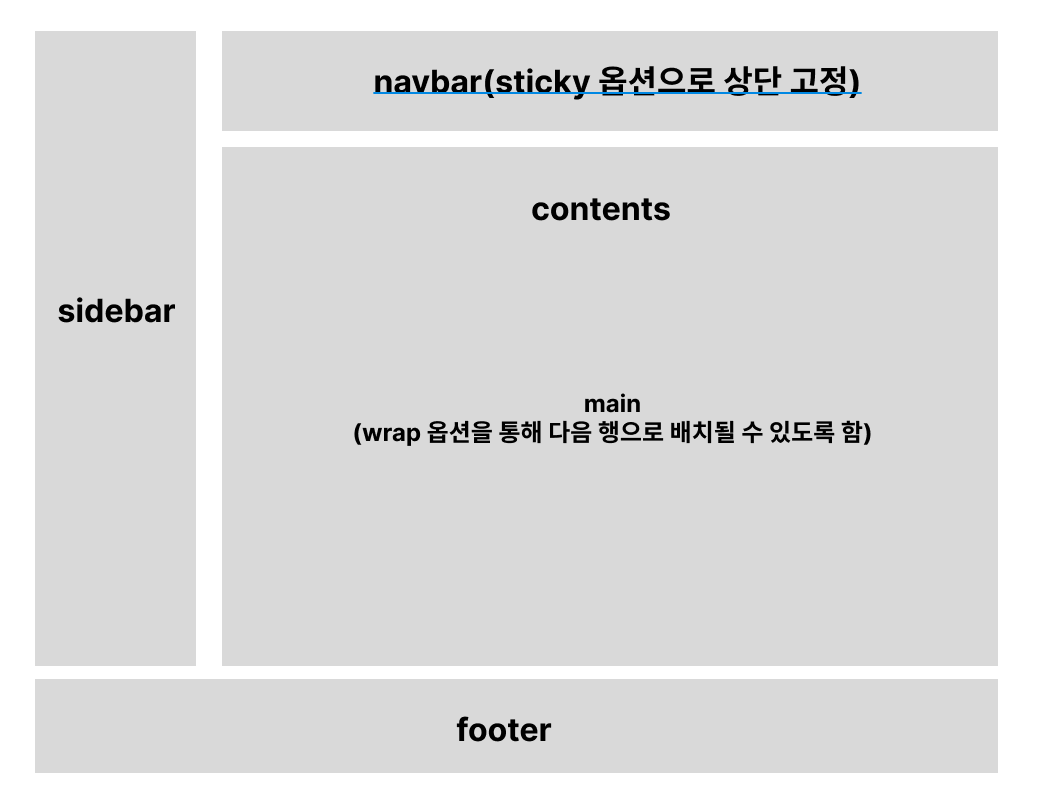 navbar(sticky 옵션으로 상단 고정)
contents
sidebar
main
(wrap 옵션을 통해 다음 행으로 배치될 수 있도록 함)
footer